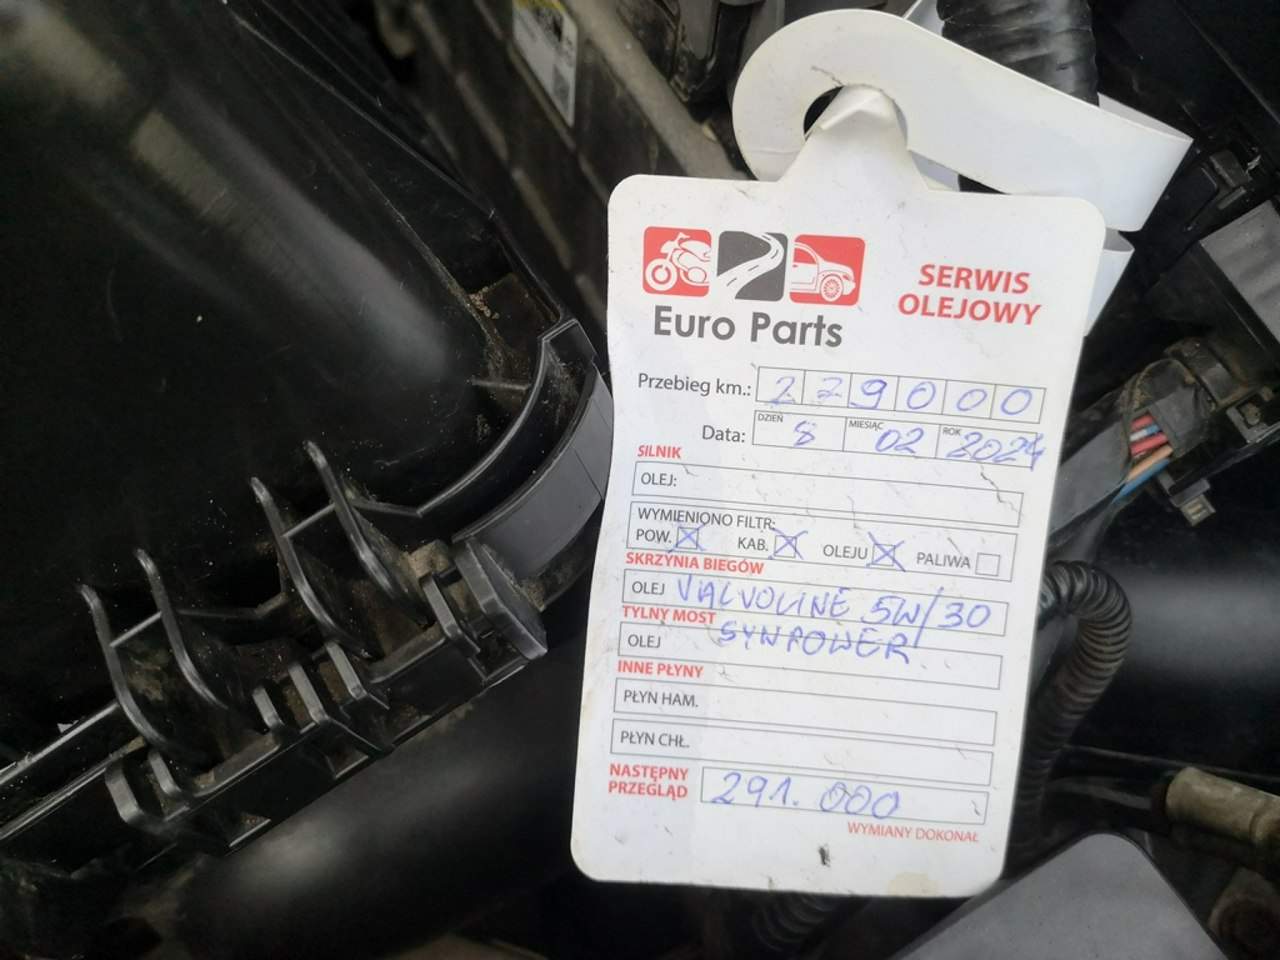 Euro Parts
SERWIS
OLEJOWY
Przebieg km.: 229000
Data: DZIEŃ 8 MIESIĄC 02 ROK 2024
SILNIK
OLEJ:
WYMIENIONO FILTR:
POW. KAB. OLEJU PALIWA
SKRZYNIA BIEGÓW
OLEJ VALVOLINE 5W/30
TYLNY MOST
OLEJ SYNPOWER
INNE PŁYNY
PŁYN HAM.
PŁYN CHŁ.
NASTĘPNY
PRZEGLĄD 291.000
WYMIANY DOKONAŁ